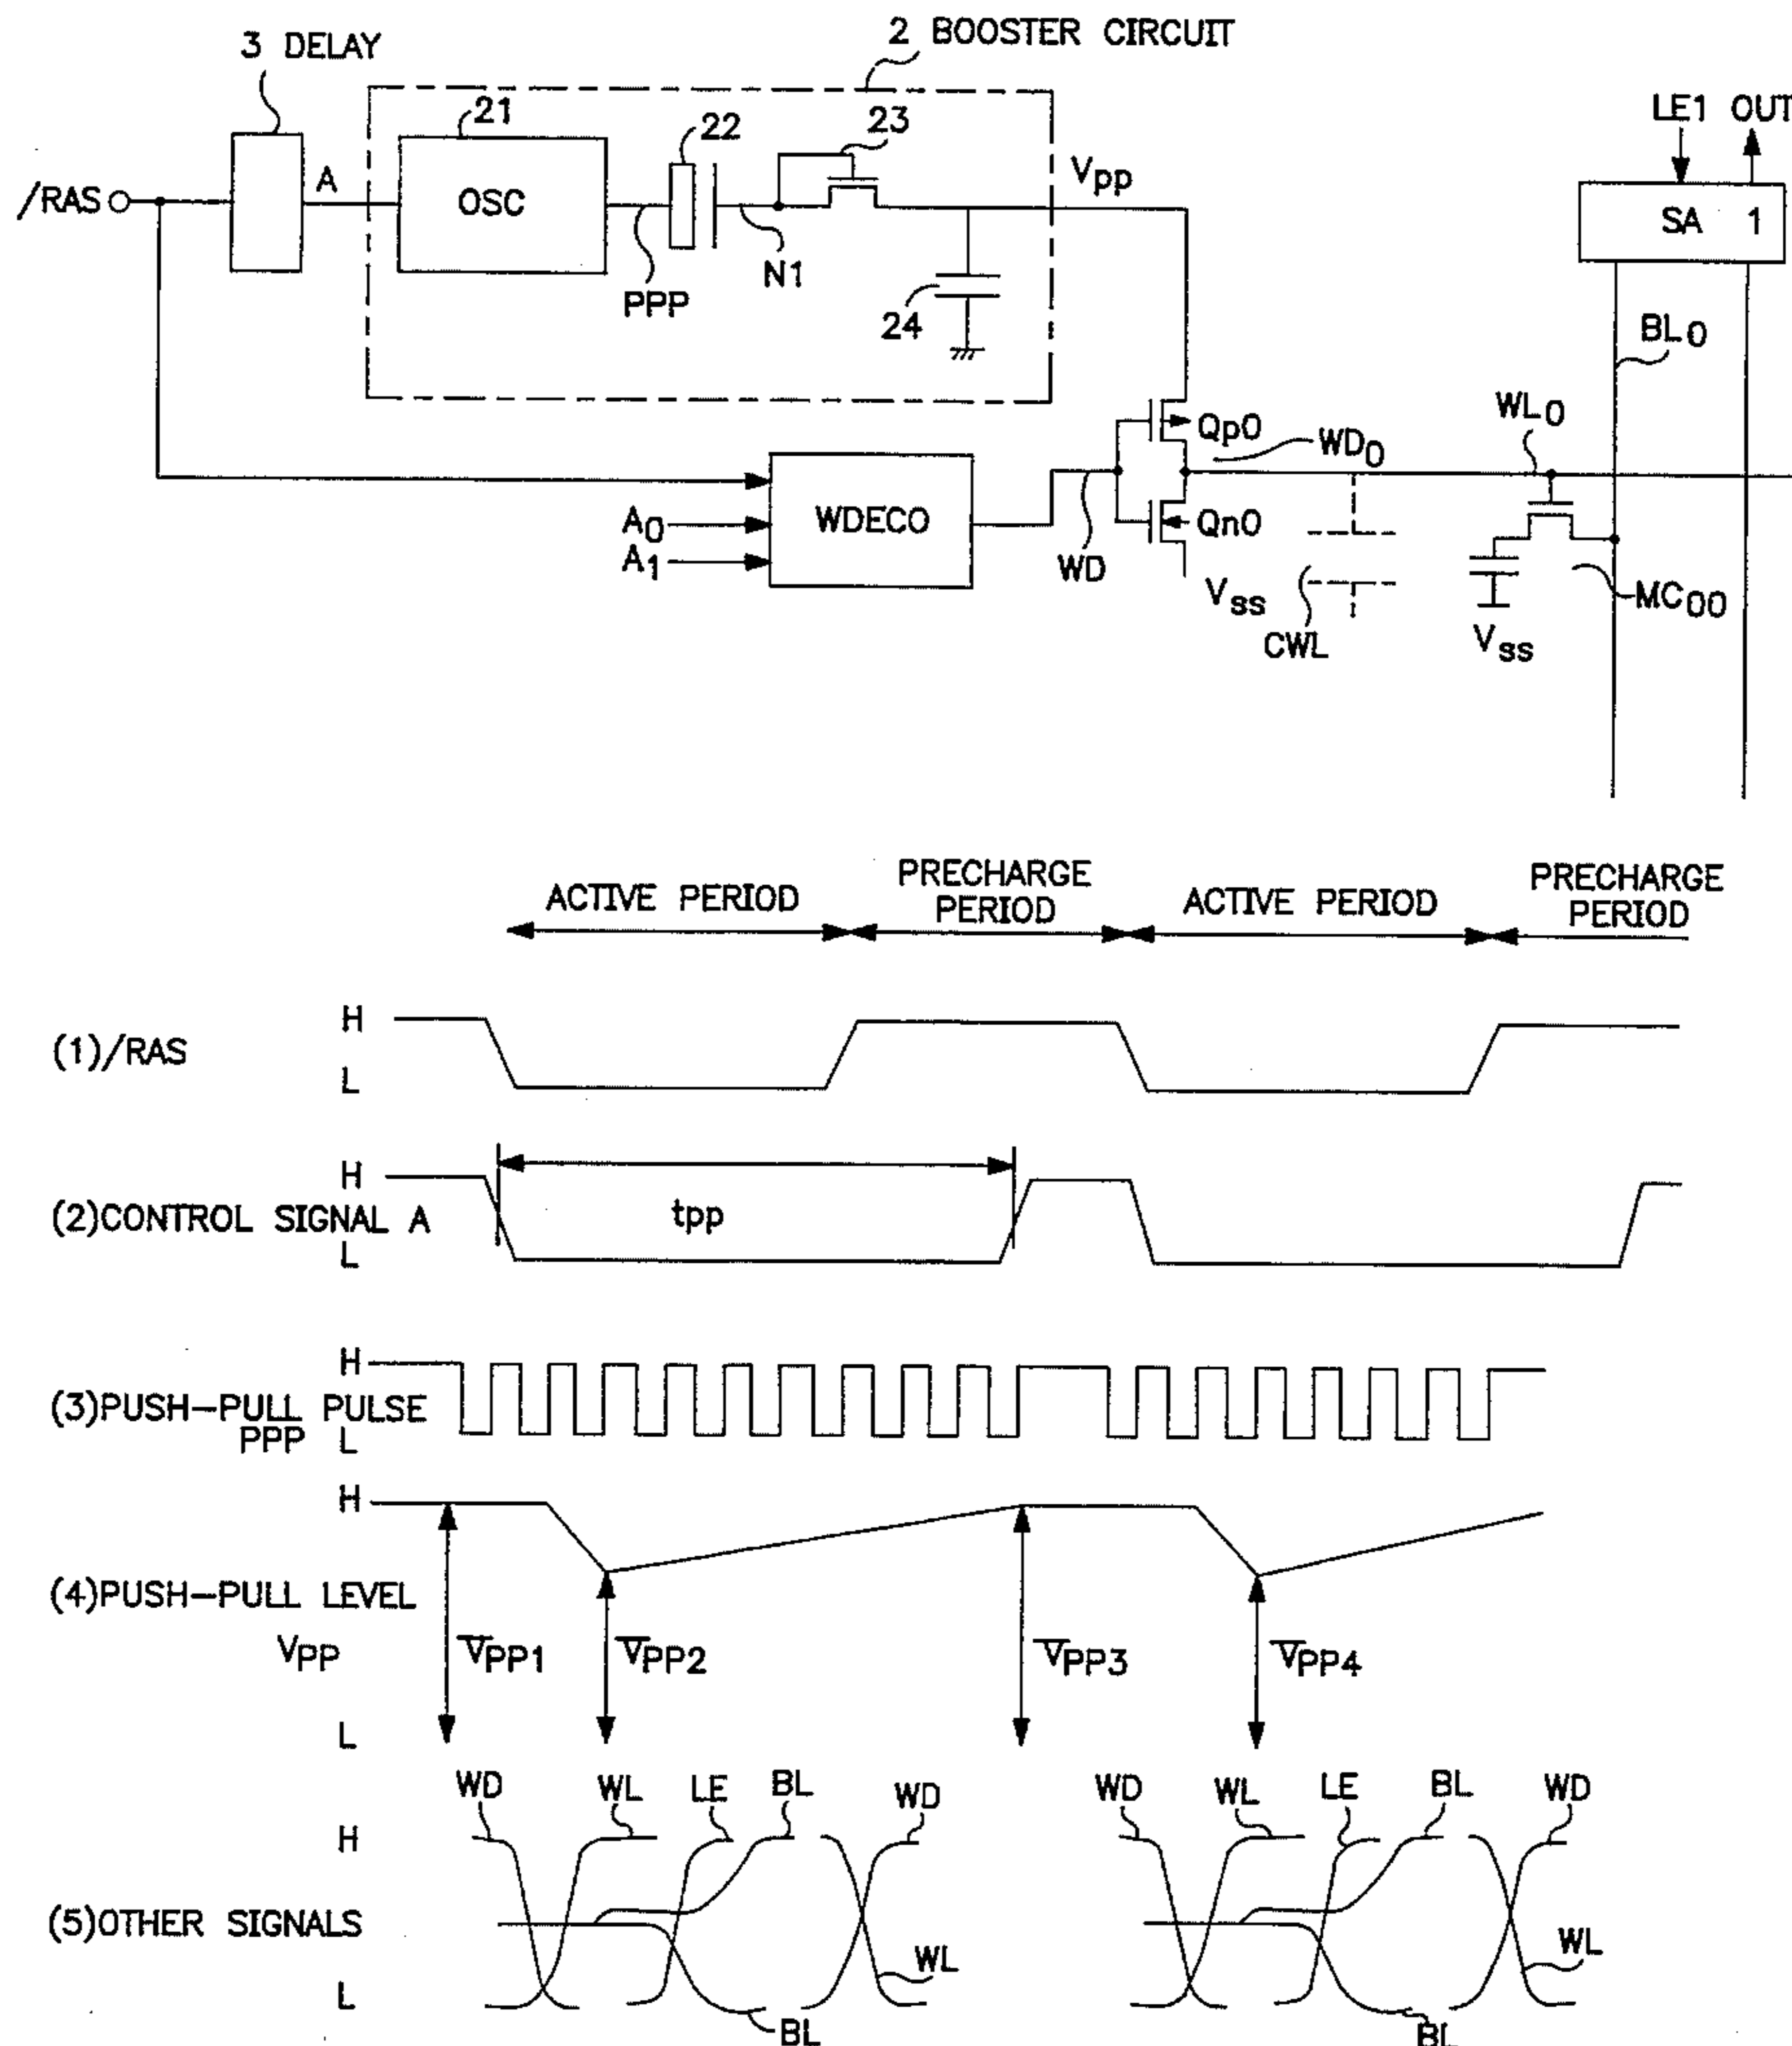 2 BOOSTER CIRCUIT
3 DELAY
21
22
23
LE1 OUT
/RAS
A
OSC
Vpp
SA 1
PPP
N1
24
BL0
WL0
Qp0
WD0
A0
A1
WDECO
WD
Qn0
Vss
CWL
MC00
Vss
ACTIVE PERIOD
PRECHARGE PERIOD
ACTIVE PERIOD
PRECHARGE PERIOD
(1)/RAS
H
L
(2)CONTROL SIGNAL A
H
L
tpp
(3)PUSH-PULL PULSE
PPP
H
L
(4)PUSH-PULL LEVEL
VPP
H
L
VPP1
VPP2
VPP3
VPP4
(5)OTHER SIGNALS
H
L
WD
WL
LE
BL
WD
WL
BL
WD
WL
LE
BL
WD
WL
BL